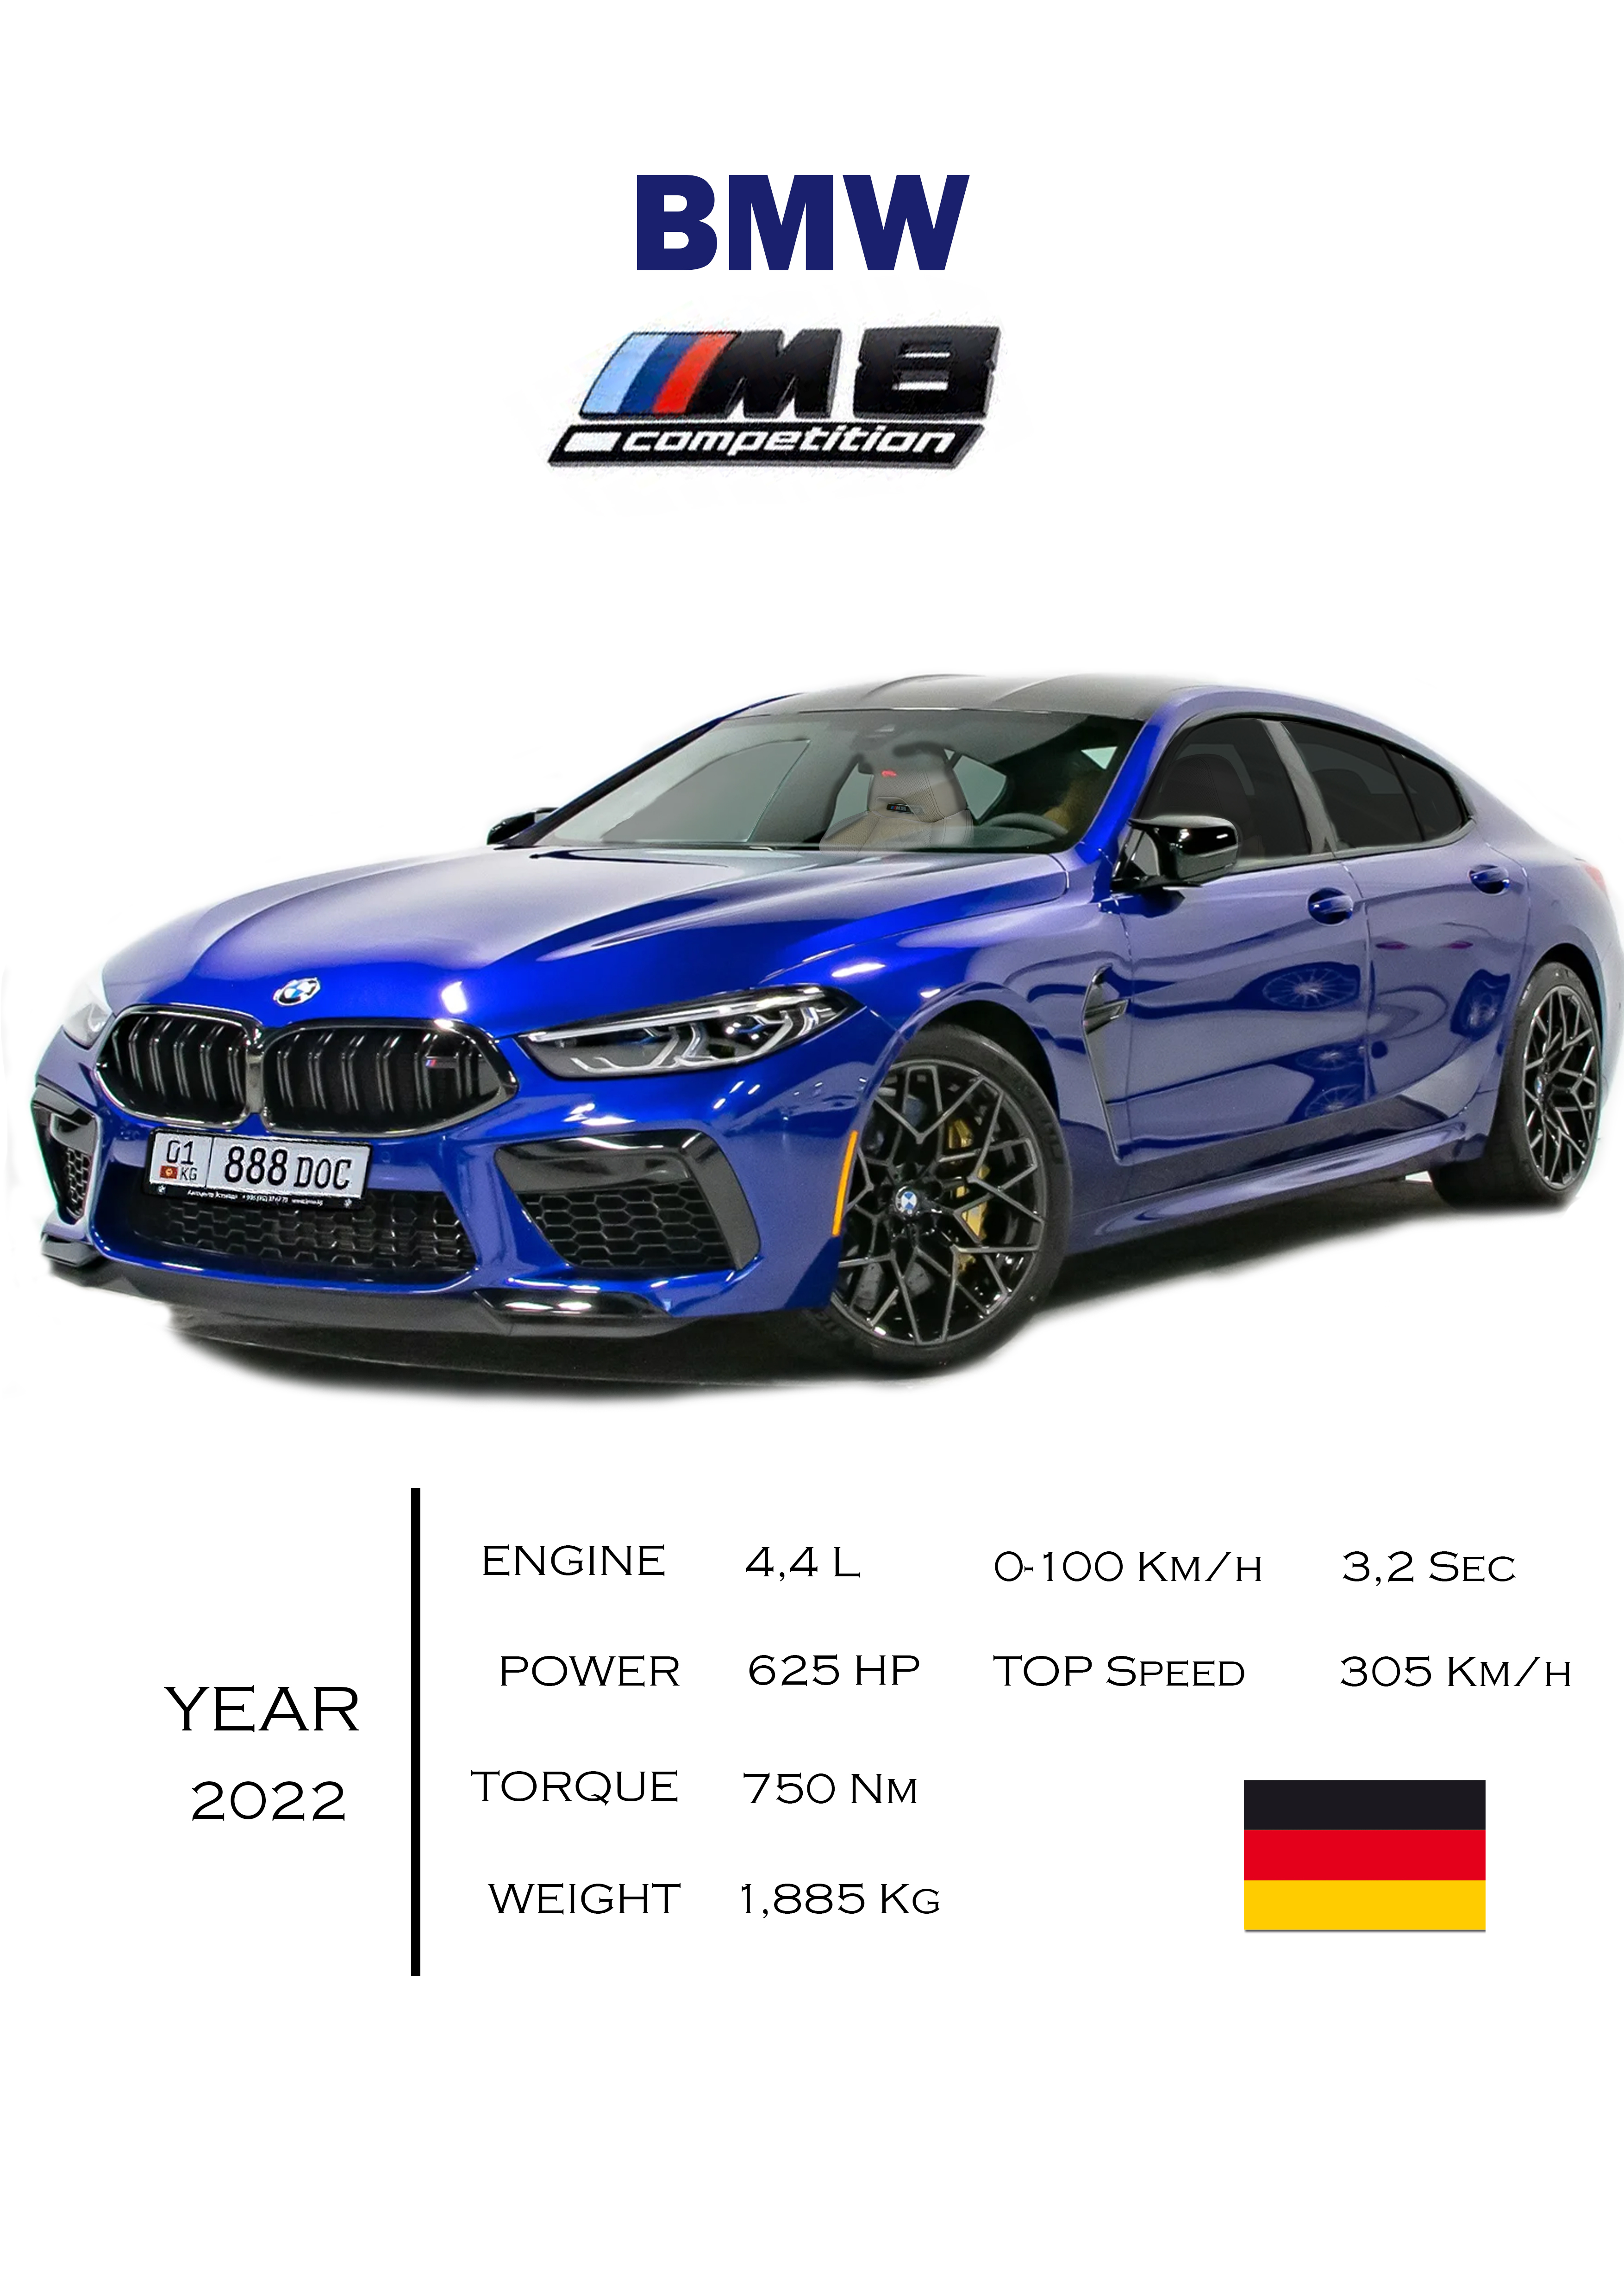 BMW
M8
competition
01 KG 888 DOC
YEAR
2022
ENGINE 4,4 L 0-100 KM/H 3,2 SEC
POWER 625 HP TOP SPEED 305 KM/H
TORQUE 750 NM
WEIGHT 1,885 KG